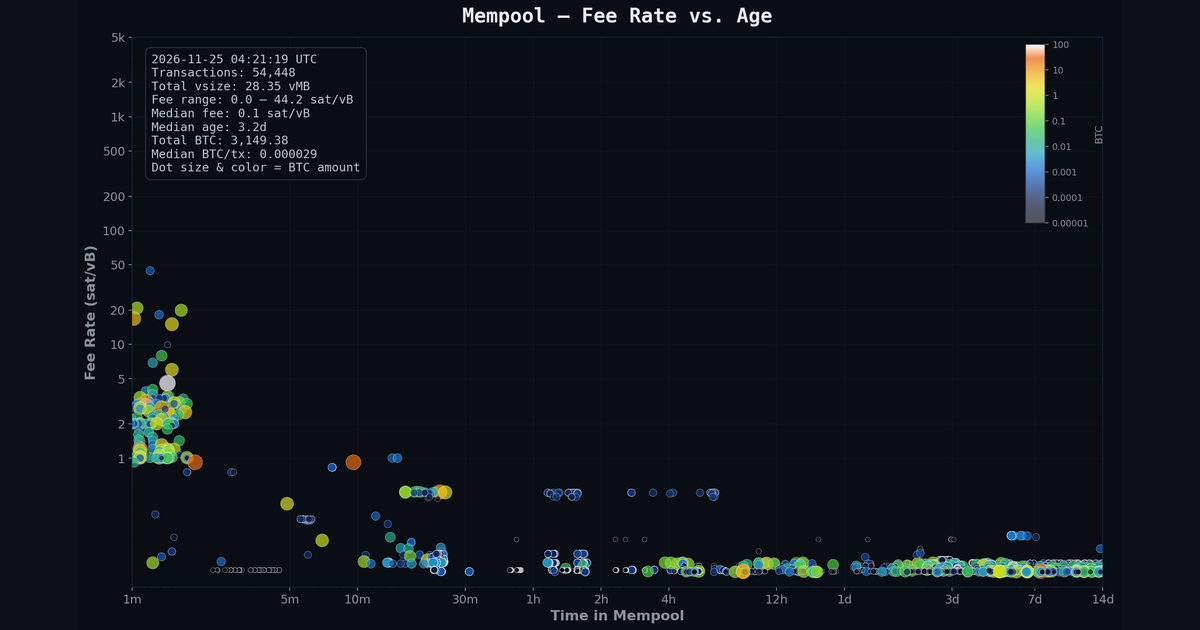 Mempool — Fee Rate vs. Age
2026-11-25 04:21:19 UTC
Transactions: 54,448
Total vsize: 28.35 vMB
Fee range: 0.0 – 44.2 sat/vB
Median fee: 0.1 sat/vB
Median age: 3.2d
Total BTC: 3,149.38
Median BTC/tx: 0.000029
Dot size & color = BTC amount
100
10
1
0.1
0.01
0.001
0.0001
0.00001
BTC
Fee Rate (sat/vB)
5k
2k
1k
500
200
100
50
20
10
5
2
1
1m
5m
10m
30m
1h
2h
4h
12h
1d
3d
7d
14d
Time in Mempool